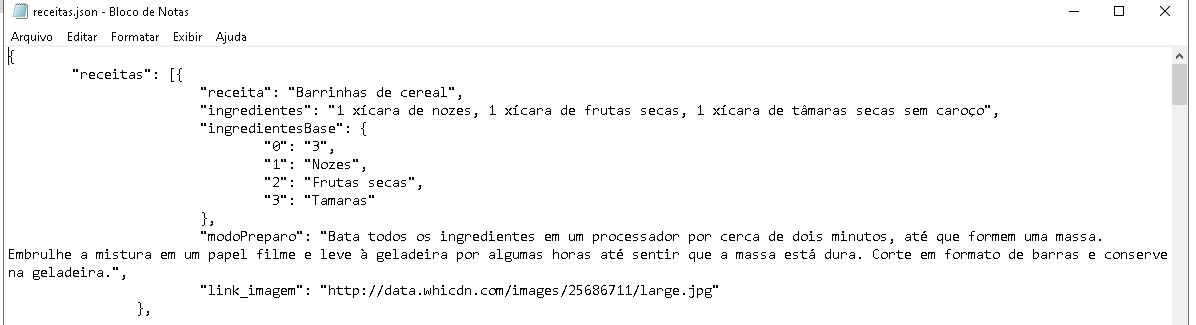 receitas.json - Bloco de Notas
Arquivo Editar Formatar Exibir Ajuda
{
"receitas": [{
"receita": "Barrinhas de cereal",
"ingredientes": "1 xícara de nozes, 1 xícara de frutas secas, 1 xícara de tâmaras secas sem caroço",
"ingredientesBase": {
"0": "3",
"1": "Nozes",
"2": "Frutas secas",
"3": "Tamaras"
},
"modoPreparo": "Bata todos os ingredientes em um processador por cerca de dois minutos, até que formem uma massa.
Embrulhe a mistura em um papel filme e leve à geladeira por algumas horas até sentir que a massa está dura. Corte em formato de barras e conserve
na geladeira.",
"link_imagem": "http://data.whicdn.com/images/25686711/large.jpg"
},